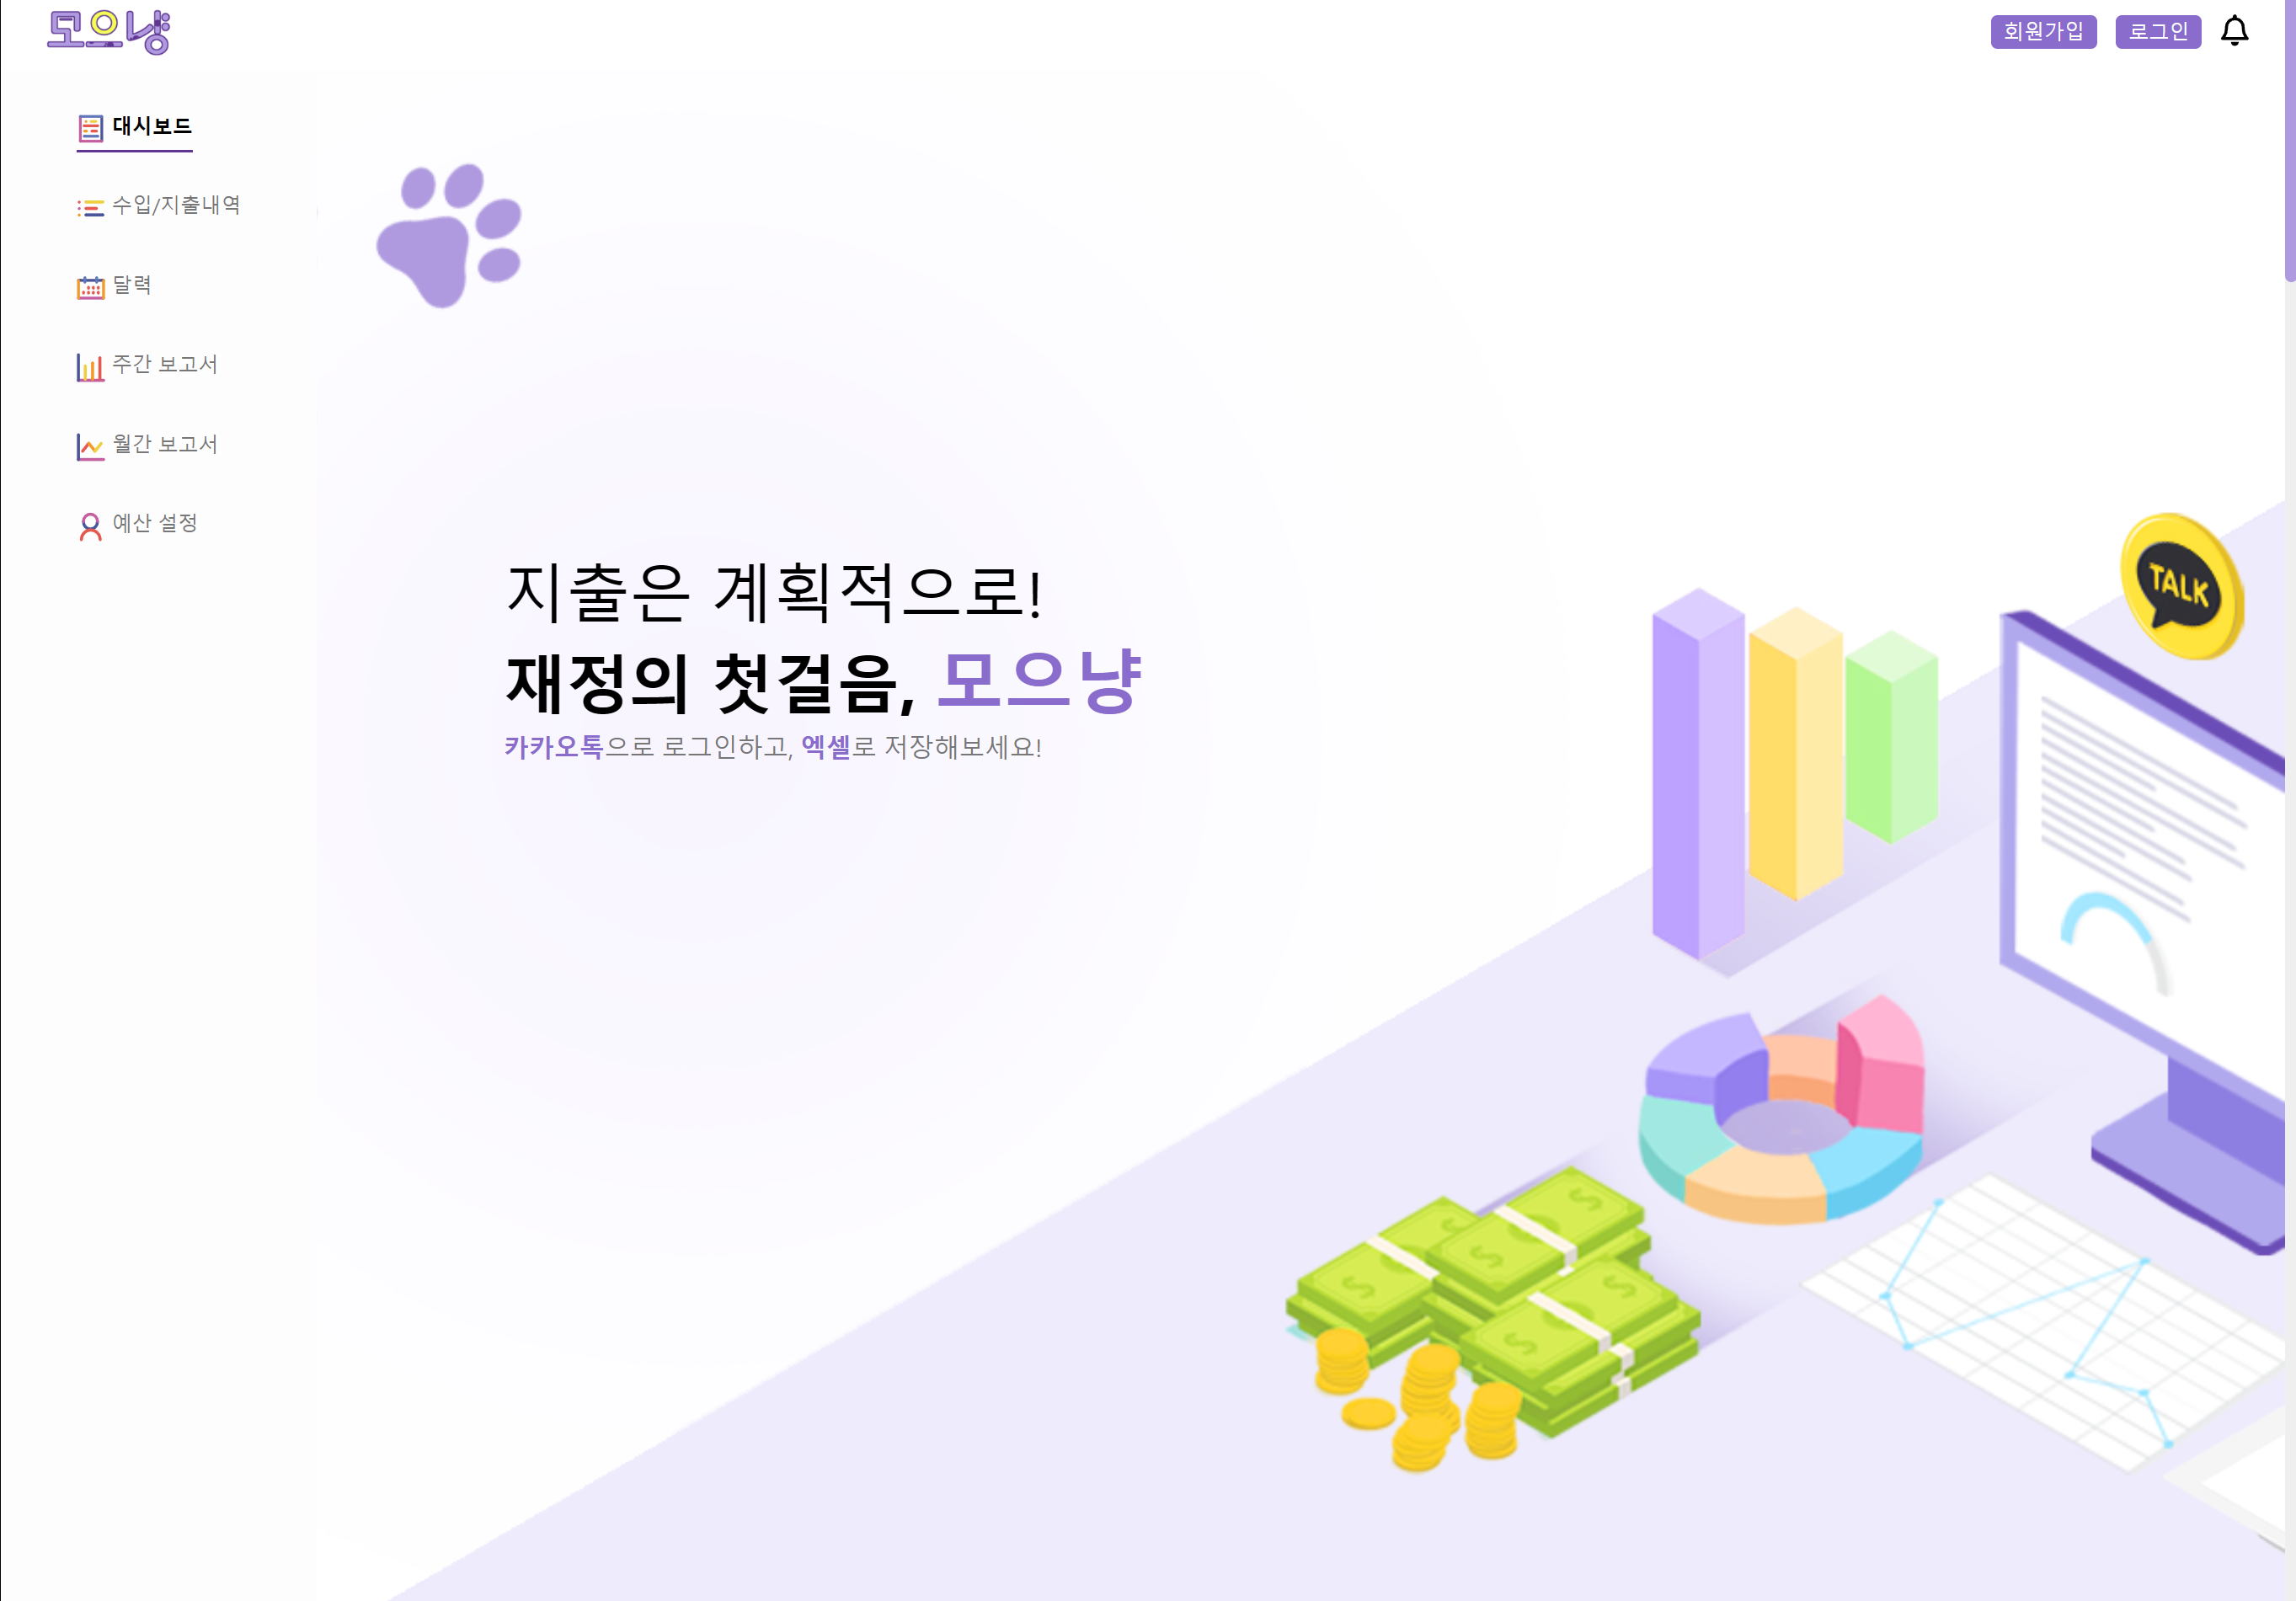 모으냥
회원가입
로그인
대시보드
수입/지출내역
달력
주간 보고서
월간 보고서
예산 설정
지출은 계획적으로!
재정의 첫걸음, 모으냥
카카오톡으로 로그인하고, 엑셀로 저장해보세요!
TALK